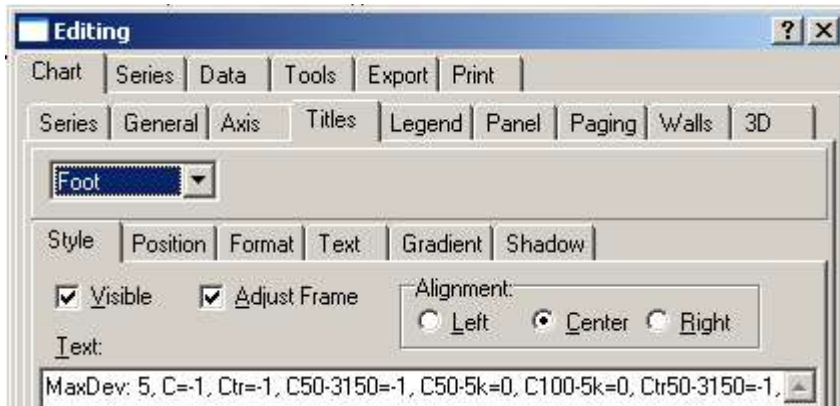 Editing
Chart Series Data Tools Export Print
Series General Axis Titles Legend Panel Paging Walls 3D
Foot
Style Position Format Text Gradient Shadow
Visible Adjust Frame Alignment:
Left Center Right
Text:
MaxDev: 5, C=-1, Ctr=-1, C50-3150=-1, C50-5k=0, C100-5k=0, Ctr50-3150=-1,